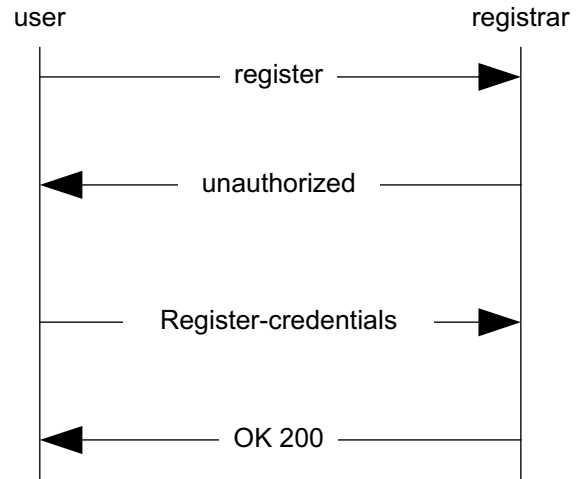 user
registrar
register
unauthorized
Register-credentials
OK 200